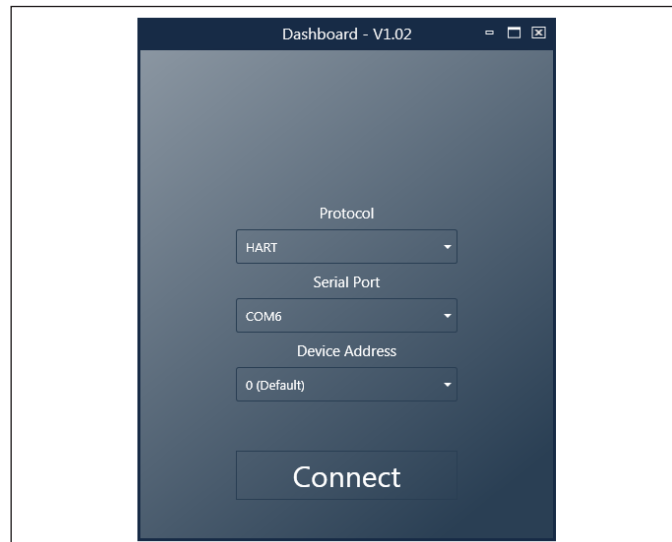 Dashboard - V1.02
Protocol
HART
Serial Port
COM6
Device Address
0 (Default)
Connect